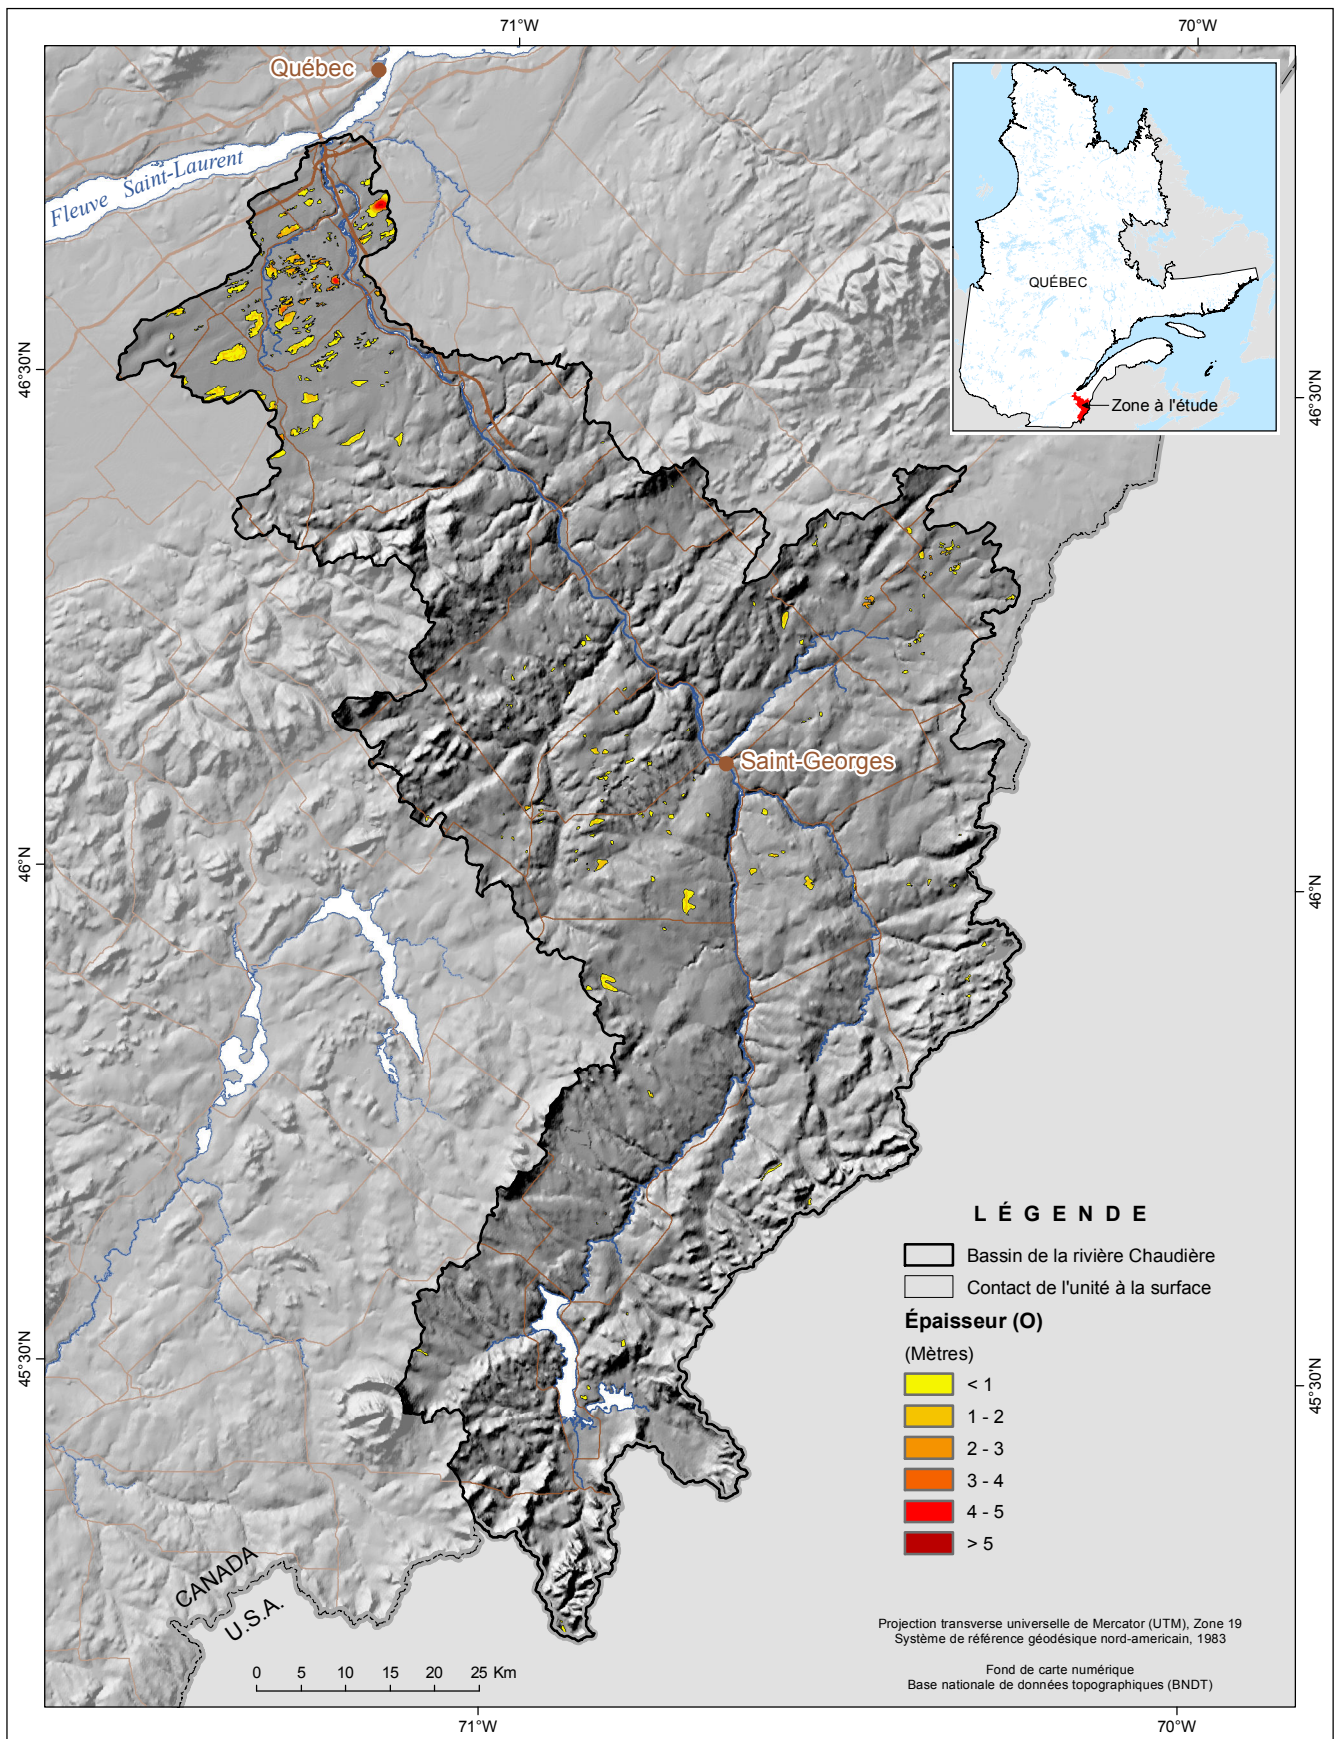 71°W
70°W
Québec
Fleuve Saint-Laurent
QUÉBEC
Zone à l'étude
46°30'N
46°30'N
Saint-Georges
46°N
46°N
L É G E N D E
Bassin de la rivière Chaudière
Contact de l'unité à la surface
Épaisseur (O)
(Mètres)
< 1
1 - 2
2 - 3
3 - 4
4 - 5
> 5
45°30'N
45°30'N
CANADA
U.S.A.
Projection transverse universelle de Mercator (UTM), Zone 19
Système de référence géodésique nord-americain, 1983
Fond de carte numérique
Base nationale de données topographiques (BNDT)
0 5 10 15 20 25 Km
71°W
70°W